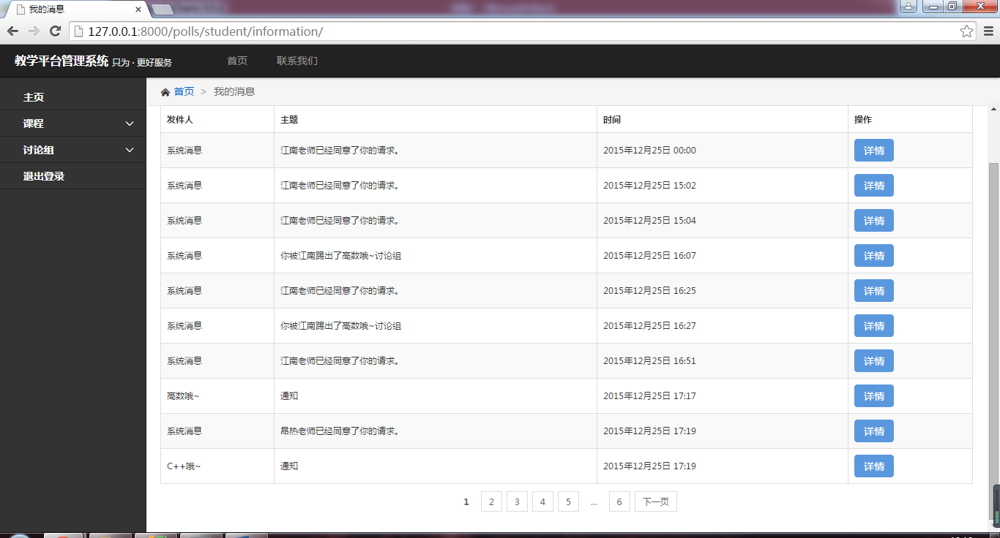 我的消息
127.0.0.1:8000/polls/student/information/
教学平台管理系统 只为 · 更好服务 首页 联系我们
主页
课程
讨论组
退出登录
首页 > 我的消息
发件人 主题 时间 操作
系统消息 江南老师已经同意了你的请求。 2015年12月25日 00:00 详情
系统消息 江南老师已经同意了你的请求。 2015年12月25日 15:02 详情
系统消息 江南老师已经同意了你的请求。 2015年12月25日 15:04 详情
系统消息 你被江南踢出了高数哦~讨论组 2015年12月25日 16:07 详情
系统消息 江南老师已经同意了你的请求。 2015年12月25日 16:25 详情
系统消息 你被江南踢出了高数哦~讨论组 2015年12月25日 16:27 详情
系统消息 江南老师已经同意了你的请求。 2015年12月25日 16:51 详情
高数哦~ 通知 2015年12月25日 17:17 详情
系统消息 昂热老师已经同意了你的请求。 2015年12月25日 17:19 详情
C++哦~ 通知 2015年12月25日 17:19 详情
1 2 3 4 5 ... 6 下一页